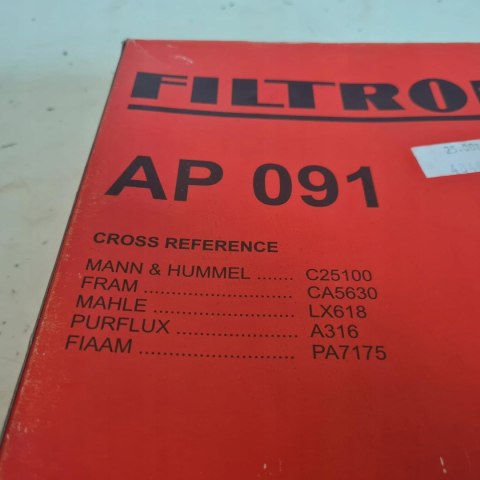 FILTRO
AP 091
CROSS REFERENCE
MANN & HUMMEL ....... C25100
FRAM ........................ CA5630
MAHLE ....................... LX618
PURFLUX .................... A316
FIAAM ......................... PA7175